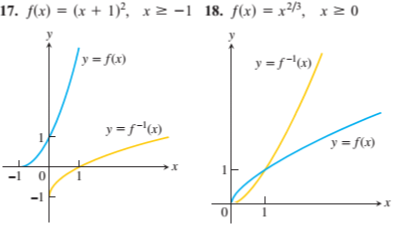 17. f(x) = (x + 1)², x ≥ −1
y
y = f(x)
1
y = f⁻¹(x)
x
−1 0 1
−1
18. f(x) = x^{2/3}, x ≥ 0
y
y = f⁻¹(x)
y = f(x)
1
x
0 1